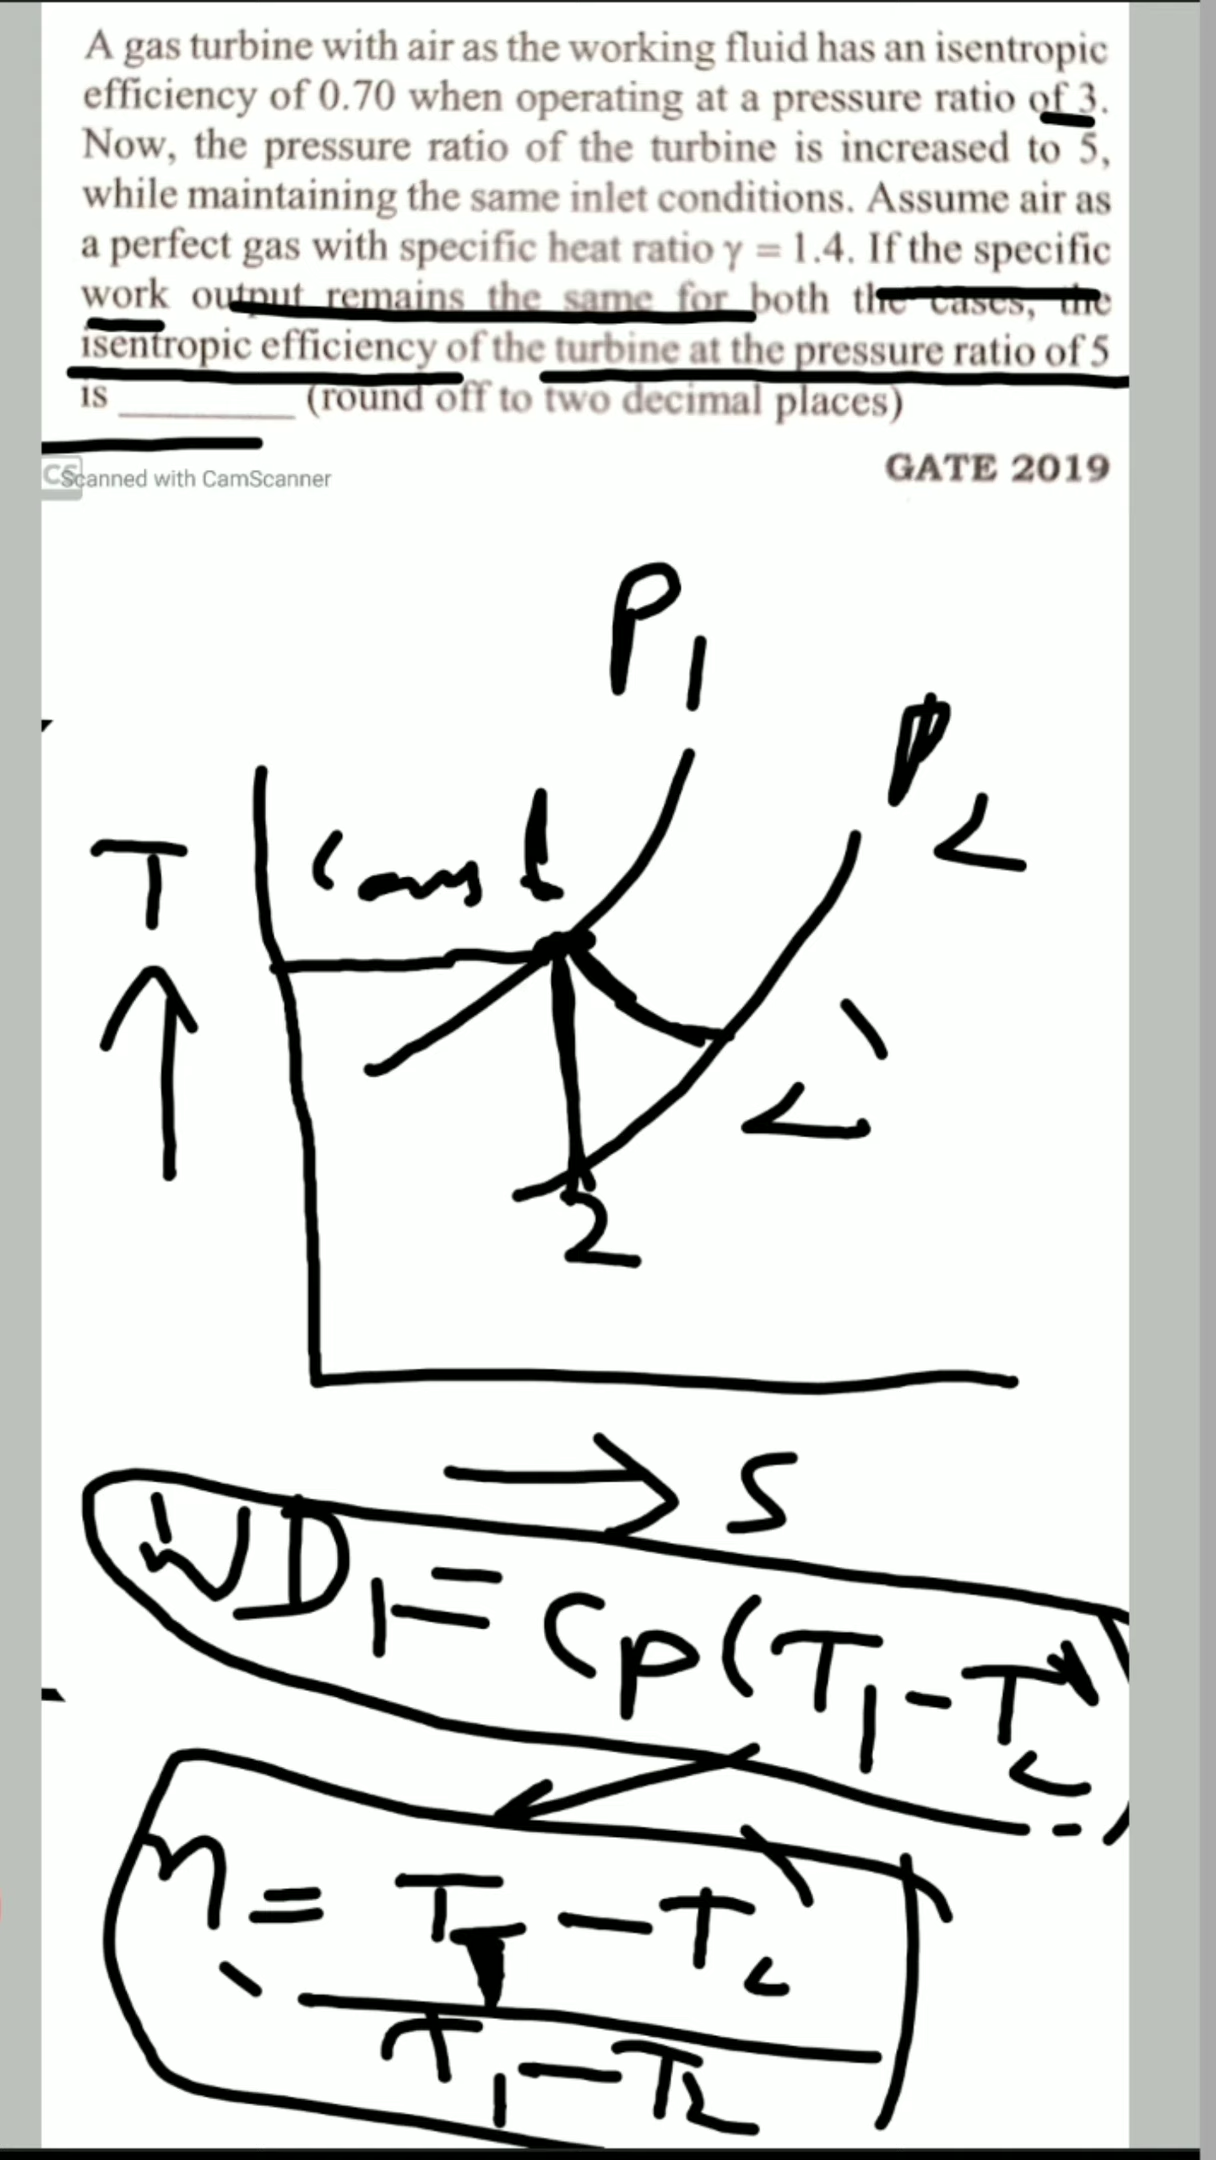 A gas turbine with air as the working fluid has an isentropic
efficiency of 0.70 when operating at a pressure ratio of 3.
Now, the pressure ratio of the turbine is increased to 5,
while maintaining the same inlet conditions. Assume air as
a perfect gas with specific heat ratio γ = 1.4. If the specific
work output remains the same for both the cases, the
isentropic efficiency of the turbine at the pressure ratio of 5
is ________ (round off to two decimal places)
CS Scanned with CamScanner
GATE 2019
P1
P2
T
Const
2'
2
S
WD1 = Cp(T1-T2')
η = T1 - T2'
T1 - T2